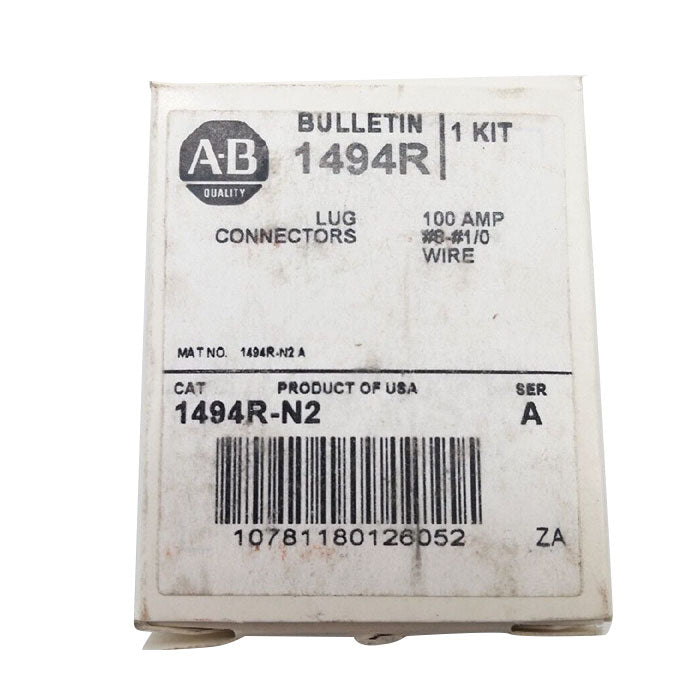 A-B
QUALITY
BULLETIN
1494R
1 KIT
LUG CONNECTORS
100 AMP
#8-#1/0
WIRE
MAT NO. 1494R-N2 A
CAT PRODUCT OF USA SER
1494R-N2 A
10781180126052 ZA